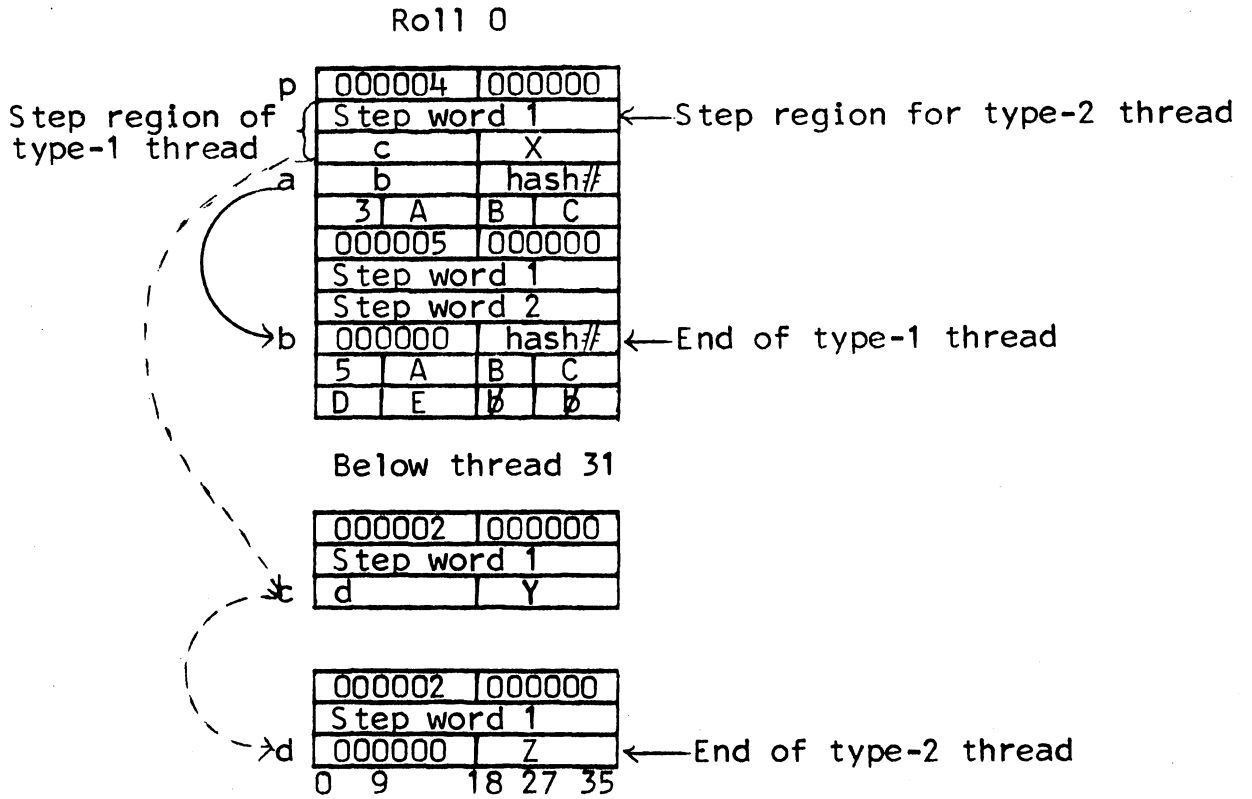 Roll 0
p 000004 000000
Step region of type-1 thread
Step word 1
Step region for type-2 thread
c X
a b hash#
3 A B C
000005 000000
Step word 1
Step word 2
b 000000 hash# End of type-1 thread
5 A B C
D E ƀ ƀ
Below thread 31
000002 000000
Step word 1
c d Y
000002 000000
Step word 1
d 000000 Z End of type-2 thread
0 9 18 27 35